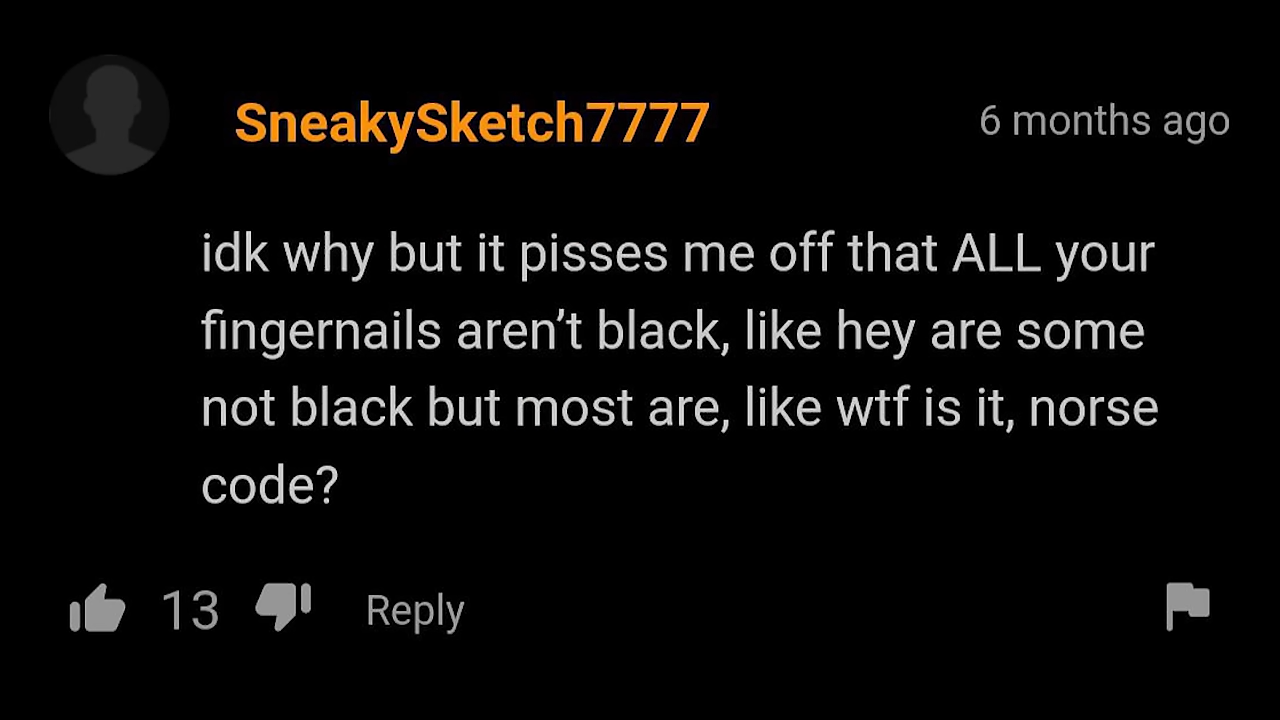 SneakySketch7777
6 months ago
idk why but it pisses me off that ALL your
fingernails aren’t black, like hey are some
not black but most are, like wtf is it, norse
code?
13 Reply